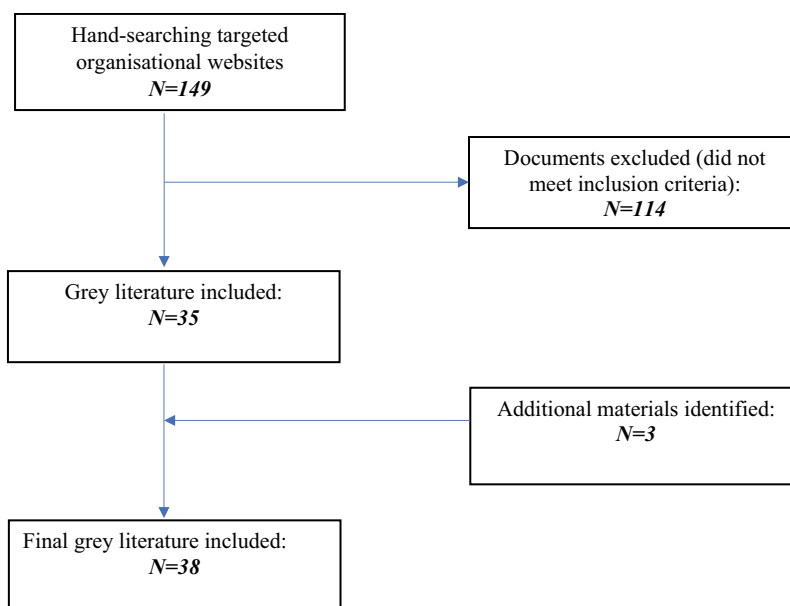 Hand-searching targeted
organisational websites
N=149
Documents excluded (did not
meet inclusion criteria):
N=114
Grey literature included:
N=35
Additional materials identified:
N=3
Final grey literature included:
N=38